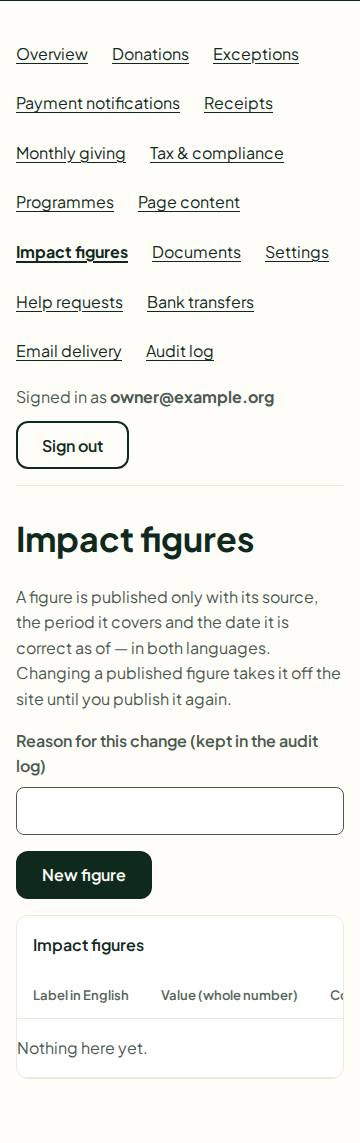 Overview Donations Exceptions
Payment notifications Receipts
Monthly giving Tax & compliance
Programmes Page content
Impact figures Documents Settings
Help requests Bank transfers
Email delivery Audit log
Signed in as owner@example.org
Sign out
Impact figures
A figure is published only with its source,
the period it covers and the date it is
correct as of — in both languages.
Changing a published figure takes it off the
site until you publish it again.
Reason for this change (kept in the audit
log)
New figure
Impact figures
Label in English Value (whole number)
Nothing here yet.